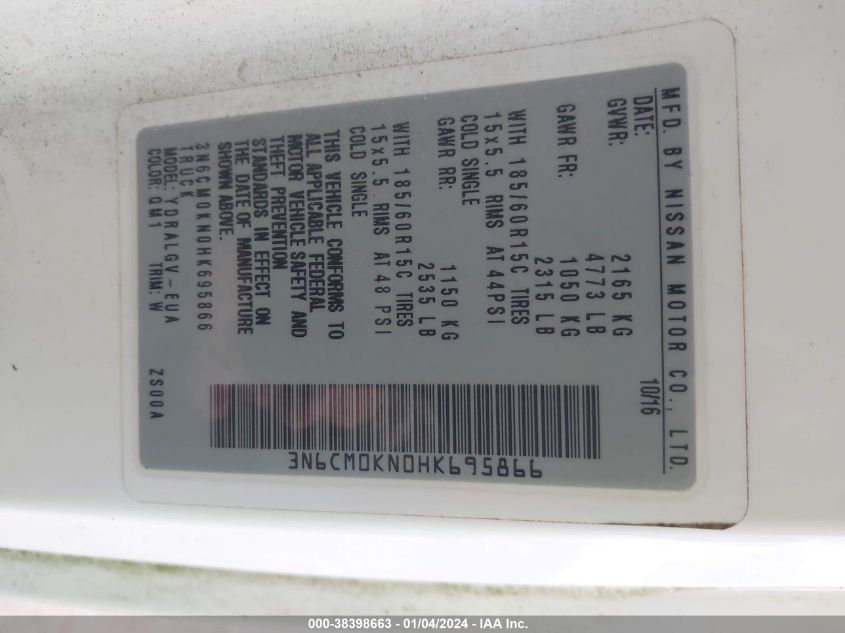 MFD. BY NISSAN MOTOR CO., LTD.
DATE: 10/16
GVWR: 2165 KG
4773 LB
GAWR FR: 1050 KG
2315 LB
WITH 185/60R15C TIRES
15x5.5 RIMS AT 44PSI
COLD SINGLE
GAWR RR: 1150 KG
2535 LB
WITH 185/60R15C TIRES
15x5.5 RIMS AT 48 PSI
COLD SINGLE
THIS VEHICLE CONFORMS TO
ALL APPLICABLE FEDERAL
MOTOR VEHICLE SAFETY AND
THEFT PREVENTION
STANDARDS IN EFFECT ON
THE DATE OF MANUFACTURE
SHOWN ABOVE.
3N6CM0KN0HK695866
TRUCK
MODEL: YDRALGV-EUA
COLOR: QM1 TRIM: W ZS00A
3N6CM0KN0HK695866
000-38398663 - 01/04/2024 - IAA Inc.